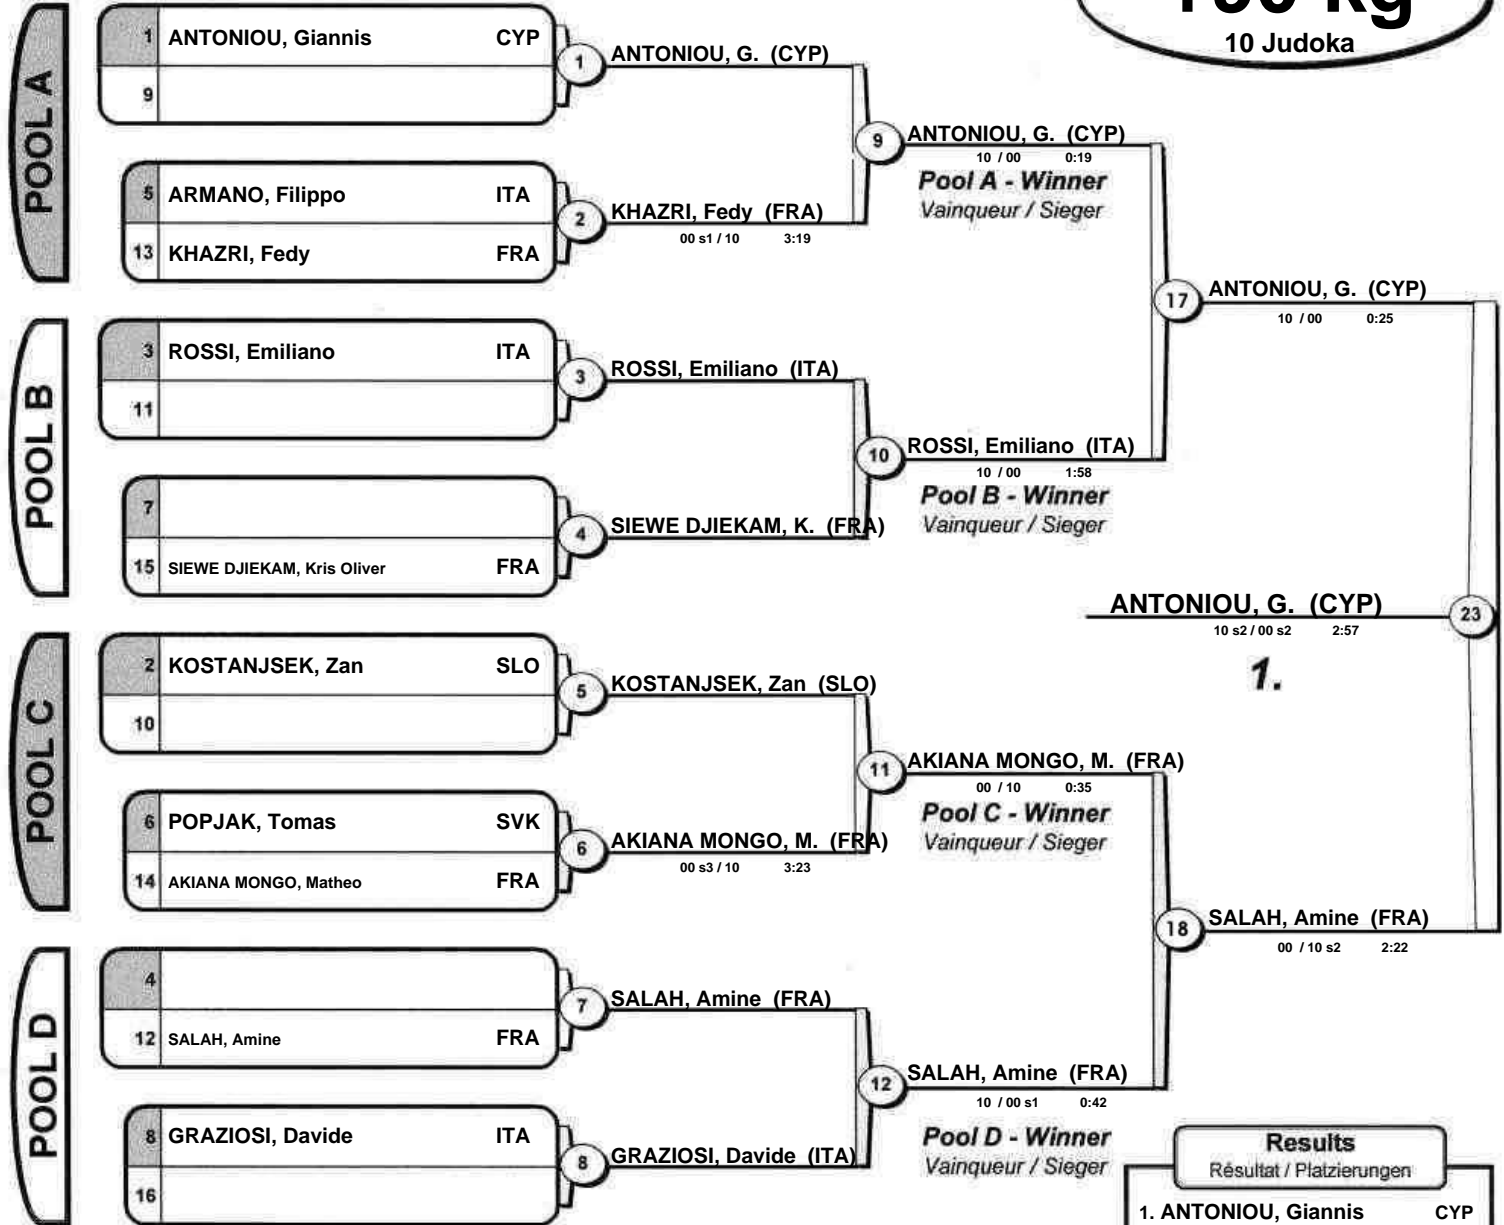 10 Judoka
POOL A
1 ANTONIOU, Giannis CYP
9
1
ANTONIOU, G. (CYP)
5 ARMANO, Filippo ITA
13 KHAZRI, Fedy FRA
2
KHAZRI, Fedy (FRA)
00 s1 / 10 3:19
9
ANTONIOU, G. (CYP)
10 / 00 0:19
Pool A - Winner
Vainqueur / Sieger
POOL B
3 ROSSI, Emiliano ITA
11
3
ROSSI, Emiliano (ITA)
7
15 SIEWE DJIEKAM, Kris Oliver FRA
4
SIEWE DJIEKAM, K. (FRA)
10
ROSSI, Emiliano (ITA)
10 / 00 1:58
Pool B - Winner
Vainqueur / Sieger
17
ANTONIOU, G. (CYP)
10 / 00 0:25
POOL C
2 KOSTANJSEK, Zan SLO
10
5
KOSTANJSEK, Zan (SLO)
6 POPJAK, Tomas SVK
14 AKIANA MONGO, Matheo FRA
6
AKIANA MONGO, M. (FRA)
00 s3 / 10 3:23
11
AKIANA MONGO, M. (FRA)
00 / 10 0:35
Pool C - Winner
Vainqueur / Sieger
POOL D
4
12 SALAH, Amine FRA
7
SALAH, Amine (FRA)
8 GRAZIOSI, Davide ITA
16
8
GRAZIOSI, Davide (ITA)
12
SALAH, Amine (FRA)
10 / 00 s1 0:42
Pool D - Winner
Vainqueur / Sieger
18
SALAH, Amine (FRA)
00 / 10 s2 2:22
23
ANTONIOU, G. (CYP)
10 s2 / 00 s2 2:57
1.
Results
Résultat / Platzierungen
1. ANTONIOU, Giannis CYP